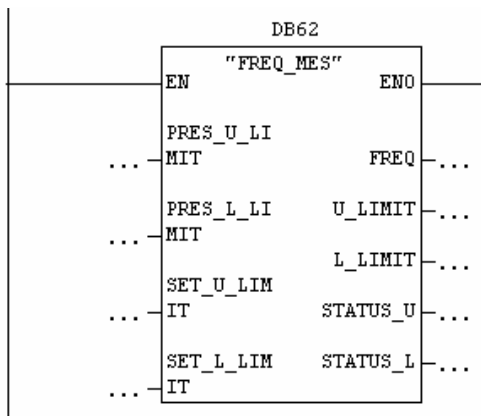 DB62
"FREQ_MES"
EN ENO
PRES_U_LI
... MIT FREQ ...
PRES_L_LI U_LIMIT ...
... MIT
L_LIMIT ...
SET_U_LIM
... IT STATUS_U ...
SET_L_LIM STATUS_L ...
... IT